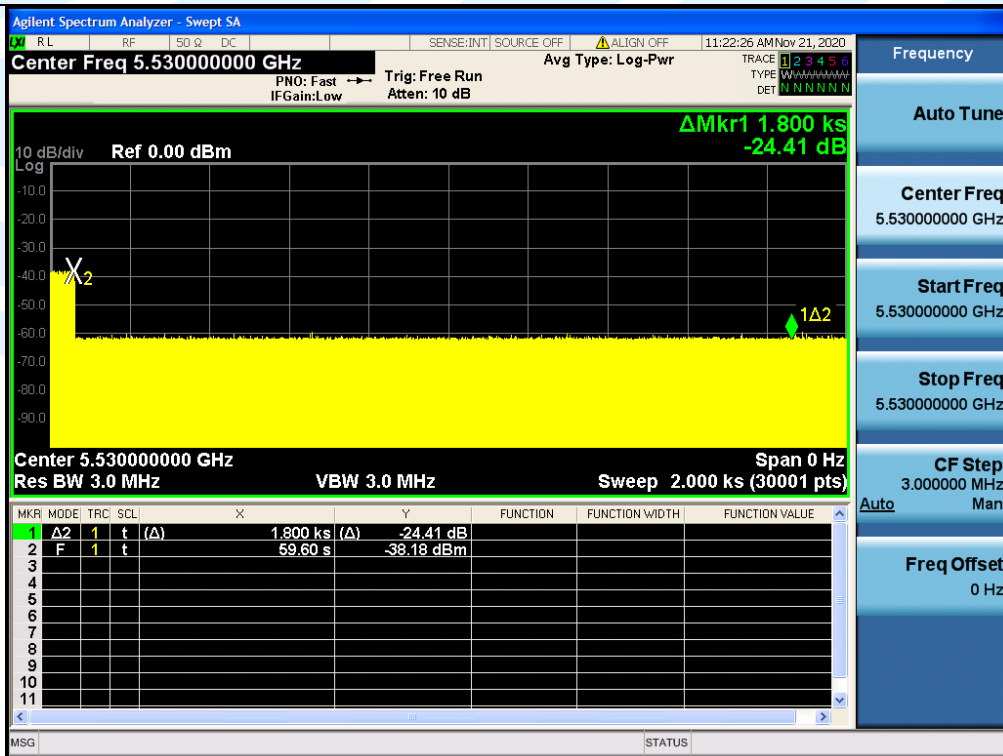 Agilent Spectrum Analyzer - Swept SA
LXI RL RF 50 Ω DC SENSE:INT SOURCE OFF ALIGN OFF 11:22:26 AM Nov 21, 2020
Center Freq 5.530000000 GHz
Avg Type: Log-Pwr
TRACE 1 2 3 4 5 6
PNO: Fast
Trig: Free Run
TYPE
IFGain:Low
Atten: 10 dB
DET N N N N N N
ΔMkr1 1.800 ks
-24.41 dB
10 dB/div Ref 0.00 dBm
Log
-10.0
-20.0
-30.0
-40.0
-50.0
-60.0
-70.0
-80.0
-90.0
2
1Δ2
Center 5.530000000 GHz
Span 0 Hz
Res BW 3.0 MHz
VBW 3.0 MHz
Sweep 2.000 ks (30001 pts)
MKR MODE TRC SCL X Y FUNCTION FUNCTION WIDTH FUNCTION VALUE
1 Δ2 1 t (Δ) 1.800 ks (Δ) -24.41 dB
2 F 1 t 59.60 s -38.18 dBm
3
4
5
6
7
8
9
10
11
MSG
STATUS
Frequency
Auto Tune
Center Freq
5.530000000 GHz
Start Freq
5.530000000 GHz
Stop Freq
5.530000000 GHz
CF Step
3.000000 MHz
Auto Man
Freq Offset
0 Hz